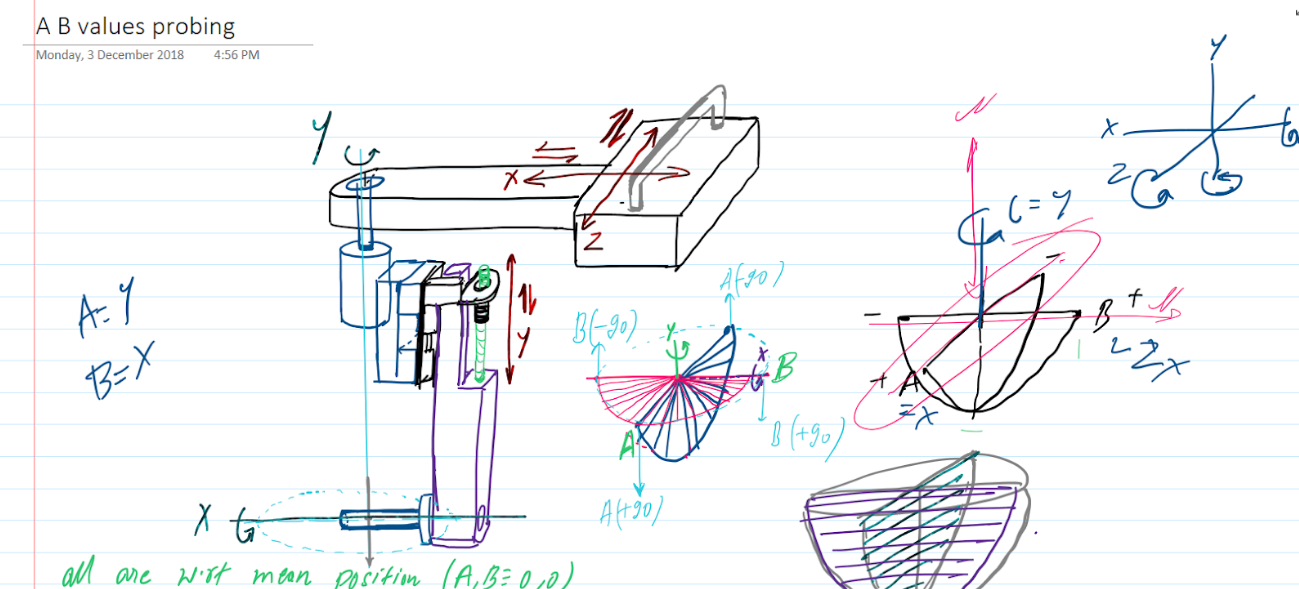 A B values probing
Monday, 3 December 2018 4:56 PM
Y
X
Z
Y
A= Y
B= X
X
all are w.r.t mean position (A,B≡ 0,0)
B(-90)
A(-90)
Y
X
B
A
B (+90)
A(+90)
Y
X
Z
C = Y
-
-
B +
+ A
= X
X
-